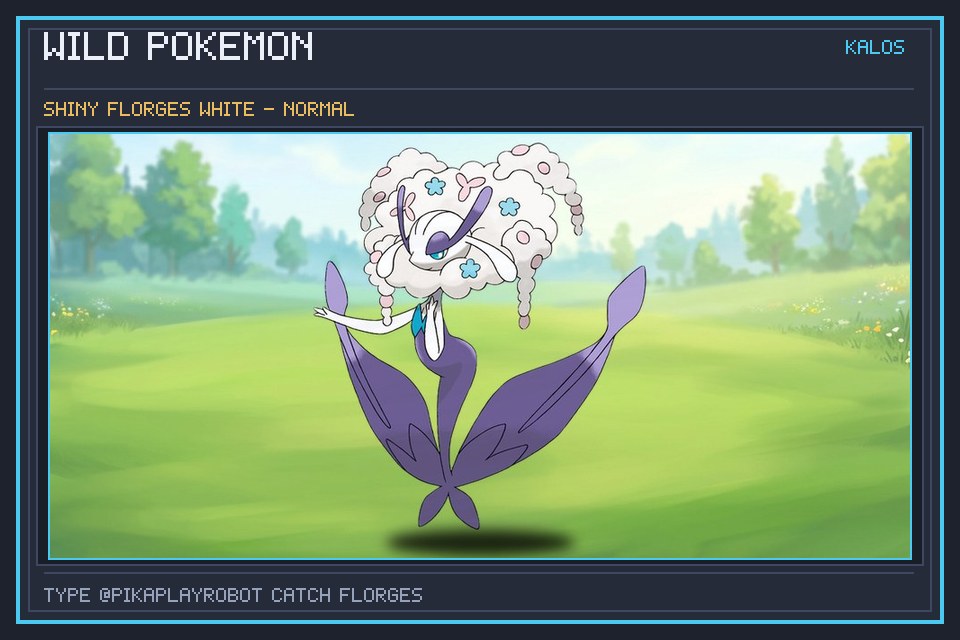 WILD POKEMON
KALOS
SHINY FLORGES WHITE - NORMAL
TYPE @PIKAPLAYROBOT CATCH FLORGES